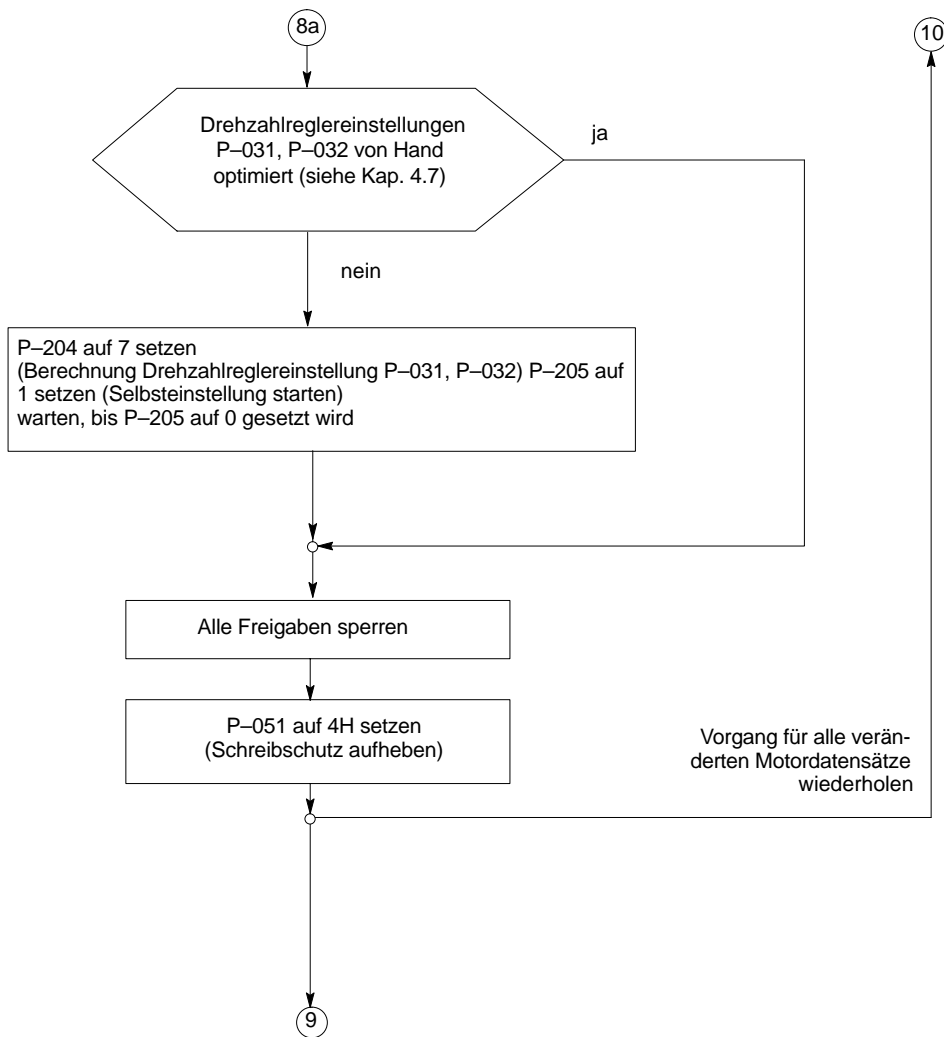 8a
10
Drehzahlreglereinstellungen
P–031, P–032 von Hand
optimiert (siehe Kap. 4.7)
ja
nein
P–204 auf 7 setzen
(Berechnung Drehzahlreglereinstellung P–031, P–032) P–205 auf
1 setzen (Selbsteinstellung starten)
warten, bis P–205 auf 0 gesetzt wird
Alle Freigaben sperren
P–051 auf 4H setzen
(Schreibschutz aufheben)
Vorgang für alle verän-
derten Motordatensätze
wiederholen
9